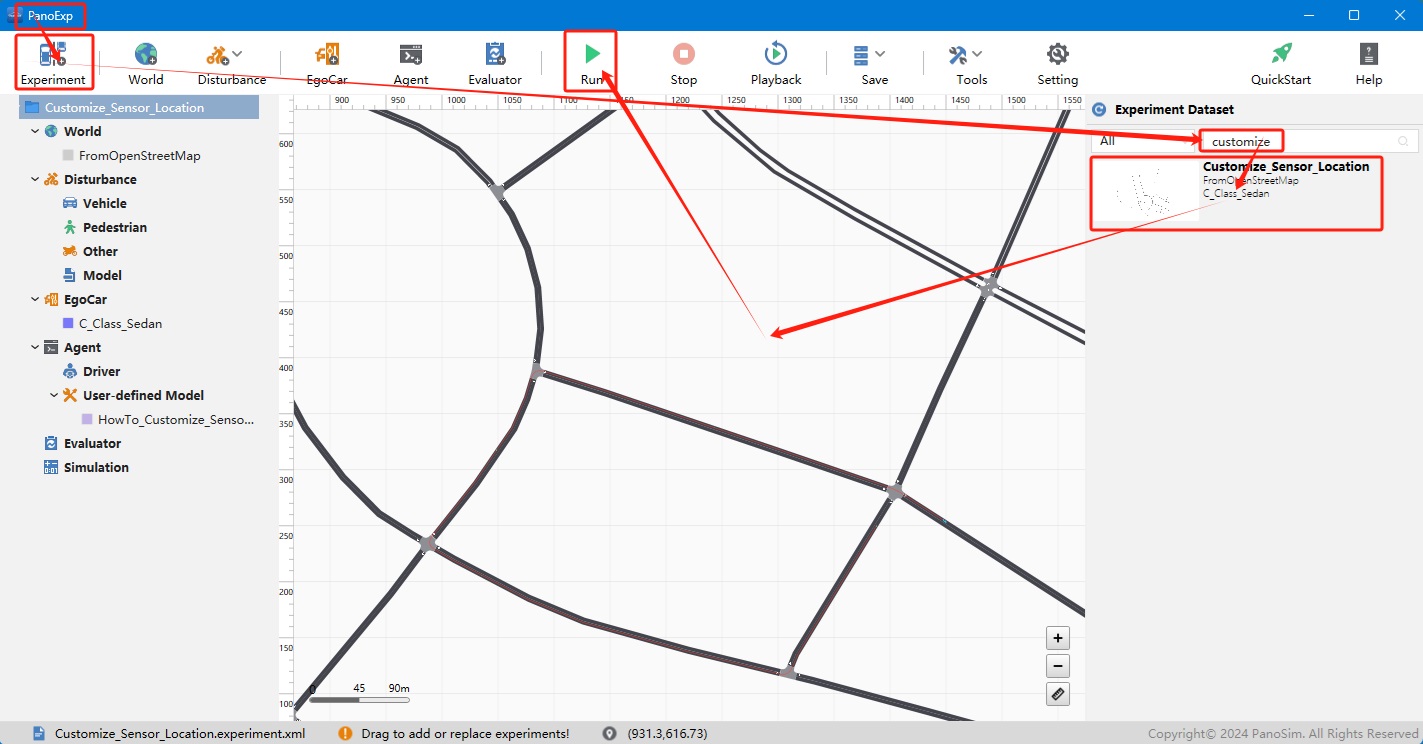 PanoExp
Experiment World Disturbance EgoCar Agent Evaluator Run Stop Playback Save Tools Setting QuickStart Help
Customize_Sensor_Location
World
FromOpenStreetMap
Disturbance
Vehicle
Pedestrian
Other
Model
EgoCar
C_Class_Sedan
Agent
Driver
User-defined Model
HowTo_Customize_Senso...
Evaluator
Simulation
900 950 1000 1050 1100 1150 1200 1250 1300 1350 1400 1450 1500 1550
600
550
500
450
400
350
300
250
200
150
100
0 45 90m
+
−
Experiment Dataset
All customize
Customize_Sensor_Location
FromOpenStreetMap
C_Class_Sedan
Customize_Sensor_Location.experiment.xml Drag to add or replace experiments! (931.3,616.73) Copyright© 2024 PanoSim. All Rights Reserved